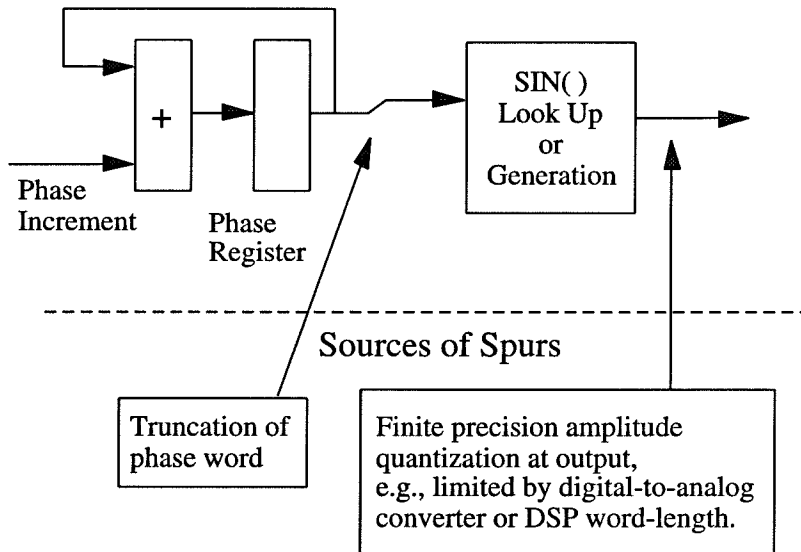 +
SIN( )
Look Up
or
Generation
Phase
Increment
Phase
Register
Sources of Spurs
Truncation of
phase word
Finite precision amplitude
quantization at output,
e.g., limited by digital-to-analog
converter or DSP word-length.